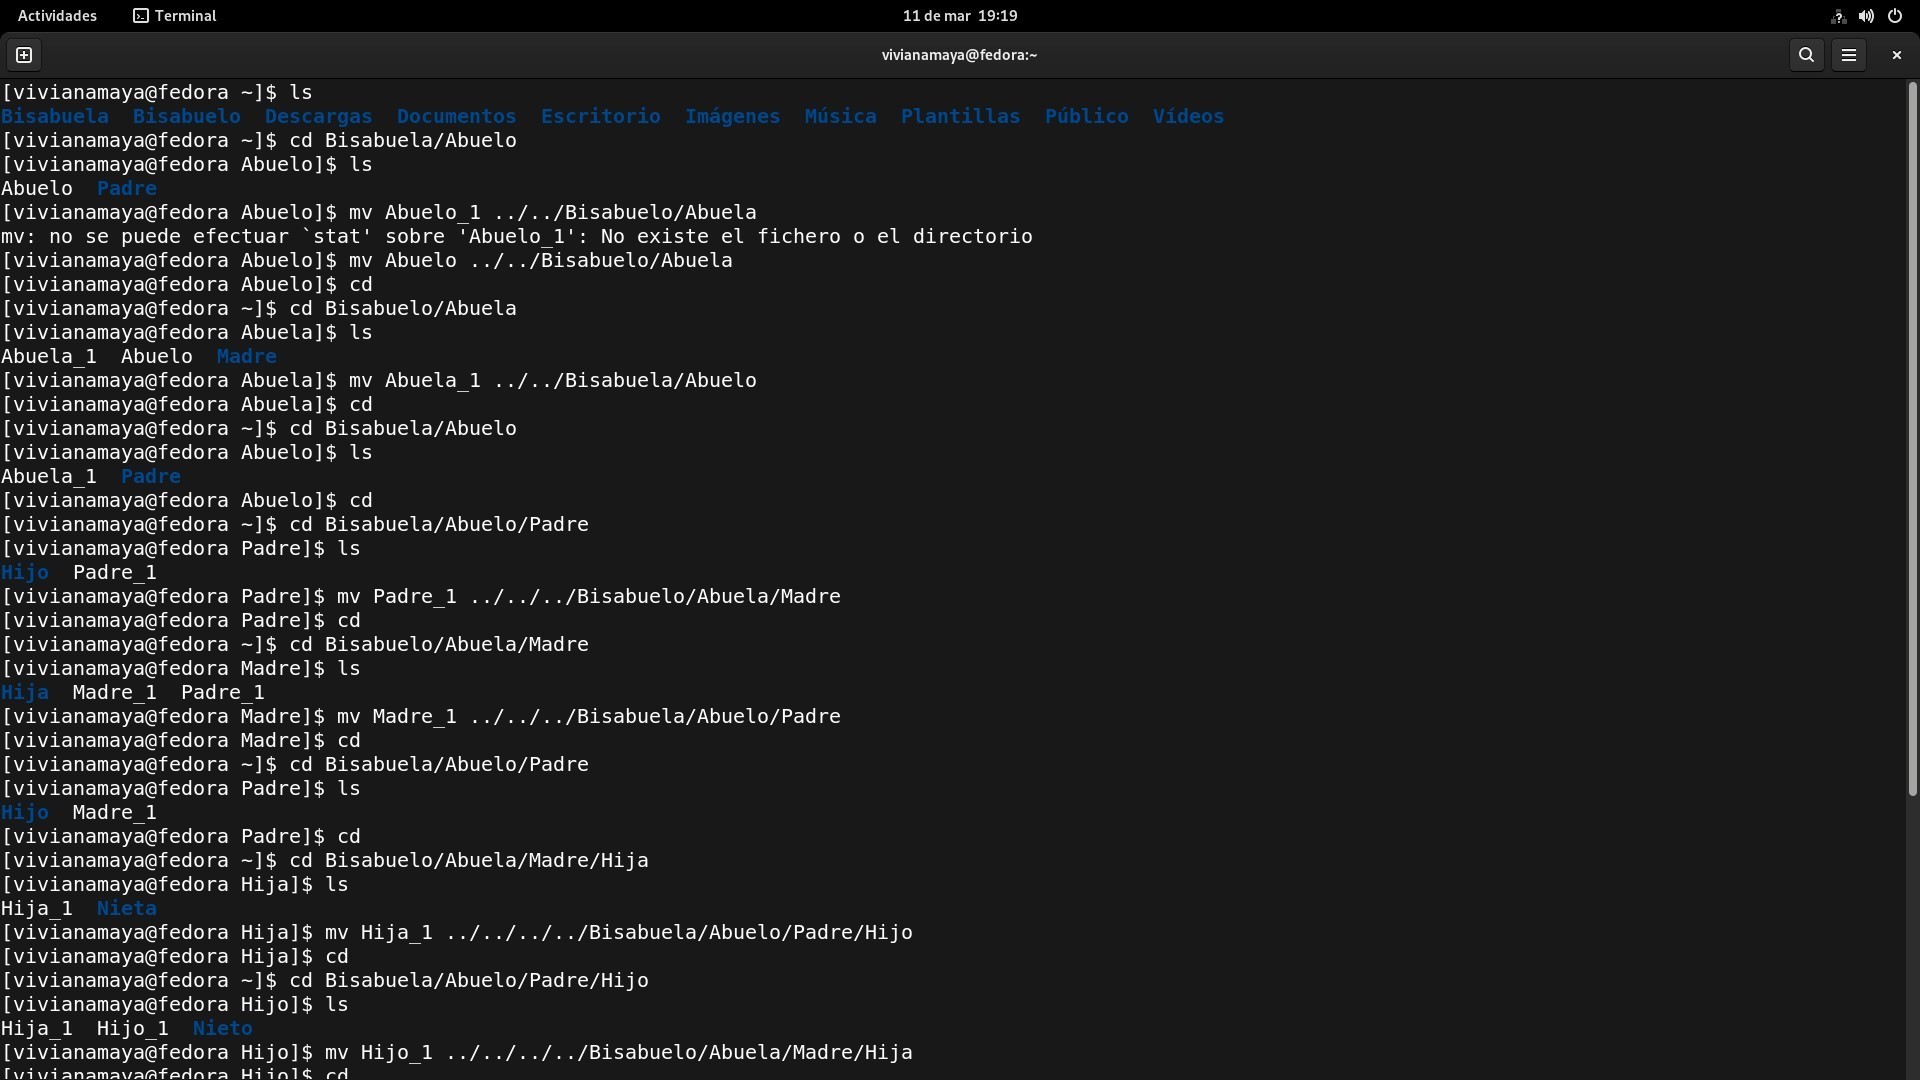 Actividades Terminal 11 de mar 19:19
vivianamaya@fedora:~
[vivianamaya@fedora ~]$ ls
Bisabuela Bisabuelo Descargas Documentos Escritorio Imágenes Música Plantillas Público Vídeos
[vivianamaya@fedora ~]$ cd Bisabuela/Abuelo
[vivianamaya@fedora Abuelo]$ ls
Abuelo Padre
[vivianamaya@fedora Abuelo]$ mv Abuelo_1 ../../Bisabuelo/Abuela
mv: no se puede efectuar `stat' sobre 'Abuelo_1': No existe el fichero o el directorio
[vivianamaya@fedora Abuelo]$ mv Abuelo ../../Bisabuelo/Abuela
[vivianamaya@fedora Abuelo]$ cd
[vivianamaya@fedora ~]$ cd Bisabuelo/Abuela
[vivianamaya@fedora Abuela]$ ls
Abuela_1 Abuelo Madre
[vivianamaya@fedora Abuela]$ mv Abuela_1 ../../Bisabuela/Abuelo
[vivianamaya@fedora Abuela]$ cd
[vivianamaya@fedora ~]$ cd Bisabuela/Abuelo
[vivianamaya@fedora Abuelo]$ ls
Abuela_1 Padre
[vivianamaya@fedora Abuelo]$ cd
[vivianamaya@fedora ~]$ cd Bisabuela/Abuelo/Padre
[vivianamaya@fedora Padre]$ ls
Hijo Padre_1
[vivianamaya@fedora Padre]$ mv Padre_1 ../../../Bisabuelo/Abuela/Madre
[vivianamaya@fedora Padre]$ cd
[vivianamaya@fedora ~]$ cd Bisabuelo/Abuela/Madre
[vivianamaya@fedora Madre]$ ls
Hija Madre_1 Padre_1
[vivianamaya@fedora Madre]$ mv Madre_1 ../../../Bisabuela/Abuelo/Padre
[vivianamaya@fedora Madre]$ cd
[vivianamaya@fedora ~]$ cd Bisabuela/Abuelo/Padre
[vivianamaya@fedora Padre]$ ls
Hijo Madre_1
[vivianamaya@fedora Padre]$ cd
[vivianamaya@fedora ~]$ cd Bisabuelo/Abuela/Madre/Hija
[vivianamaya@fedora Hija]$ ls
Hija_1 Nieta
[vivianamaya@fedora Hija]$ mv Hija_1 ../../../../Bisabuela/Abuelo/Padre/Hijo
[vivianamaya@fedora Hija]$ cd
[vivianamaya@fedora ~]$ cd Bisabuela/Abuelo/Padre/Hijo
[vivianamaya@fedora Hijo]$ ls
Hija_1 Hijo_1 Nieto
[vivianamaya@fedora Hijo]$ mv Hijo_1 ../../../../Bisabuelo/Abuela/Madre/Hija
[vivianamaya@fedora Hijo]$ cd